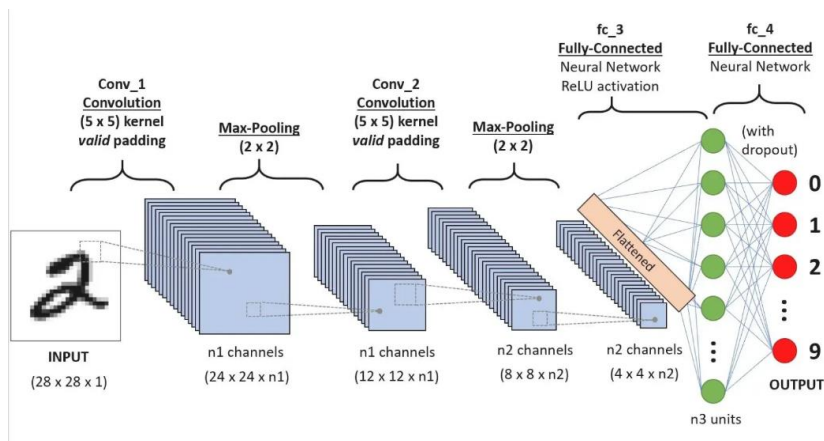 fc_3
Fully-Connected
Neural Network
ReLU activation
fc_4
Fully-Connected
Neural Network
Conv_1
Convolution
(5 x 5) kernel
valid padding
Max-Pooling
(2 x 2)
Conv_2
Convolution
(5 x 5) kernel
valid padding
Max-Pooling
(2 x 2)
(with
dropout)
0
1
2
9
Flattened
2
INPUT
(28 x 28 x 1)
n1 channels
(24 x 24 x n1)
n1 channels
(12 x 12 x n1)
n2 channels
(8 x 8 x n2)
n2 channels
(4 x 4 x n2)
n3 units
OUTPUT